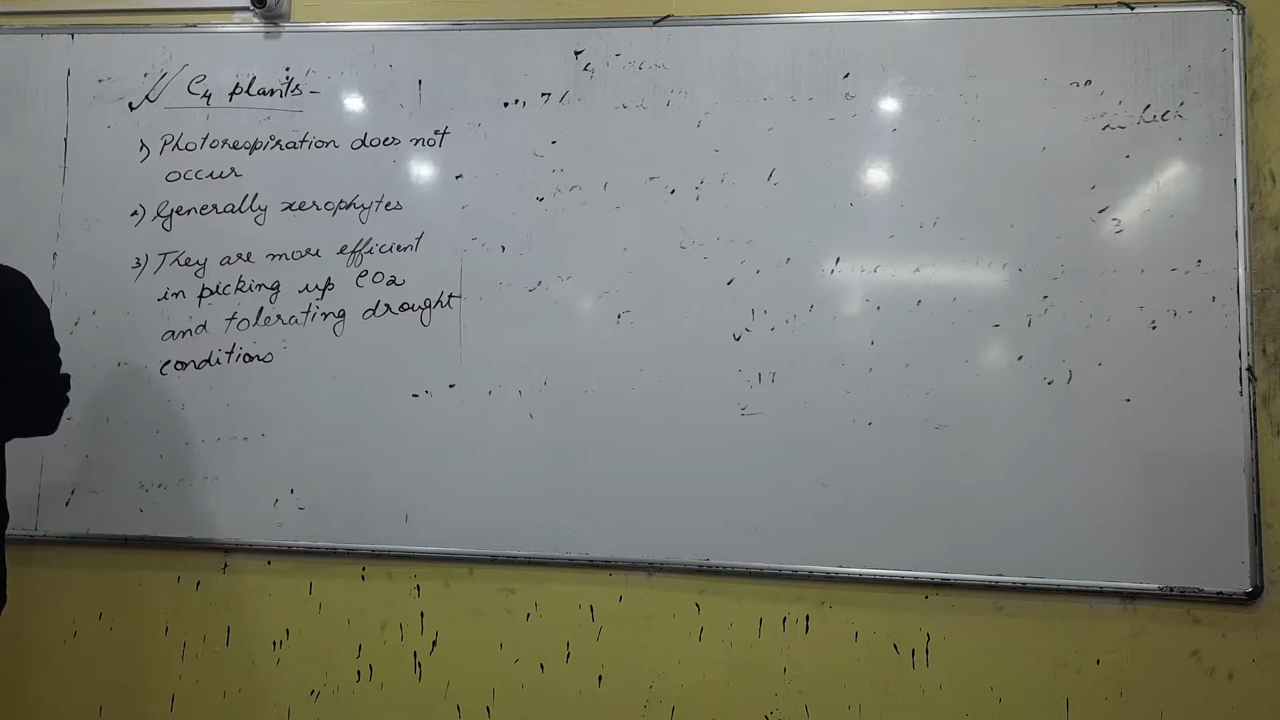 C4 plants-
1) Photorespiration does not
occur
2) Generally xerophytes
3) They are more efficient
in picking up CO2
and tolerating drought
conditions
which